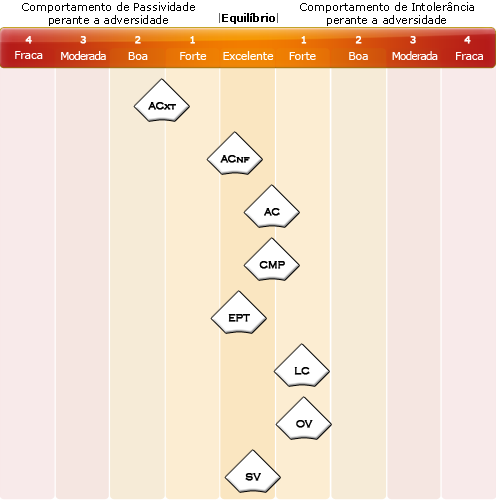 Comportamento de Passividade
perante a adversidade
|Equilíbrio|
Comportamento de Intolerância
perante a adversidade
4 3 2 1 1 2 3 4
Fraca Moderada Boa Forte Excelente Forte Boa Moderada Fraca
ACXT
ACNF
AC
CMP
EPT
LC
OV
SV